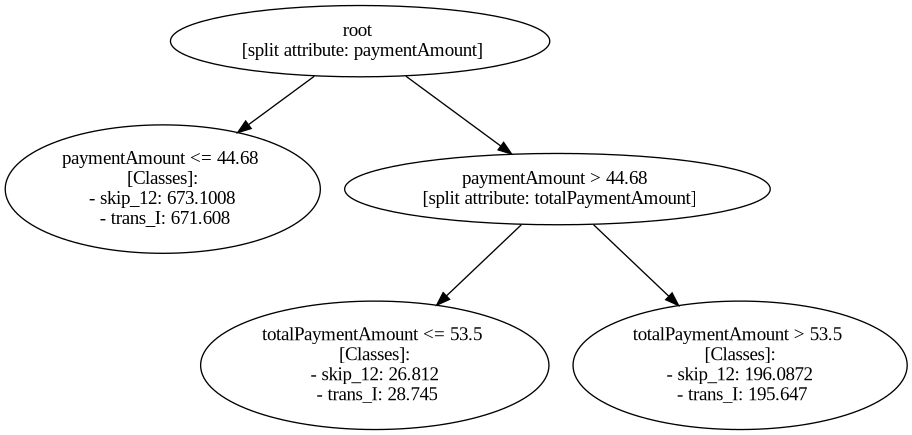 root
[split attribute: paymentAmount]
paymentAmount <= 44.68
[Classes]:
- skip_12: 673.1008
- trans_I: 671.608
paymentAmount > 44.68
[split attribute: totalPaymentAmount]
totalPaymentAmount <= 53.5
[Classes]:
- skip_12: 26.812
- trans_I: 28.745
totalPaymentAmount > 53.5
[Classes]:
- skip_12: 196.0872
- trans_I: 195.647